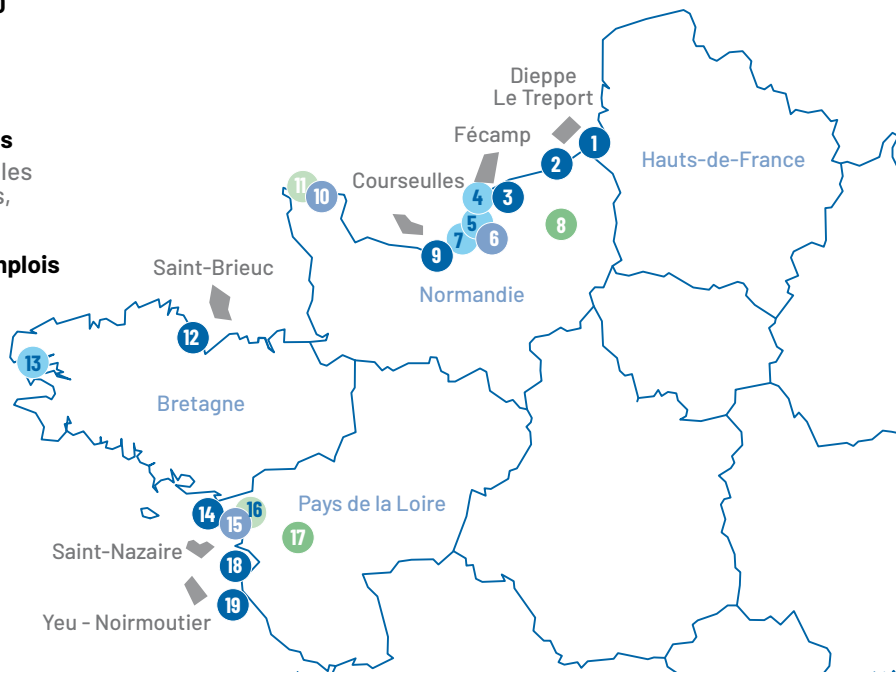 s
les
s,
nplois
Dieppe
Le Treport
Fécamp
Courseulles
Hauts-de-France
1
2
3
4
5
6
7
8
9
10
11
Normandie
Saint-Brieuc
12
13
Bretagne
Pays de la Loire
14
15
16
17
Saint-Nazaire
18
19
Yeu - Noirmoutier